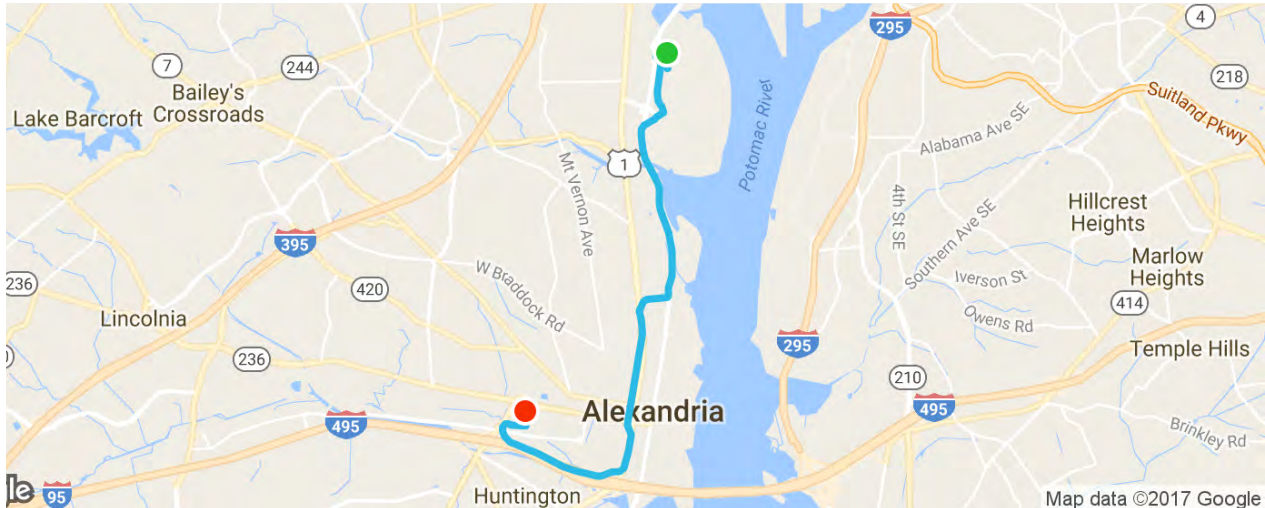 4
295
7
244
218
Bailey's
Crossroads
Lake Barcroft
Potomac River
Suitland Pkwy
Alabama Ave SE
1
Mt Vernon Ave
4th St SE
Southern Ave SE
Hillcrest
Heights
395
Marlow
Heights
W Braddock Rd
Iverson St
236
420
414
Lincolnia
Owens Rd
295
Temple Hills
236
210
Alexandria
495
495
Brinkley Rd
le
95
Huntington
Map data ©2017 Google